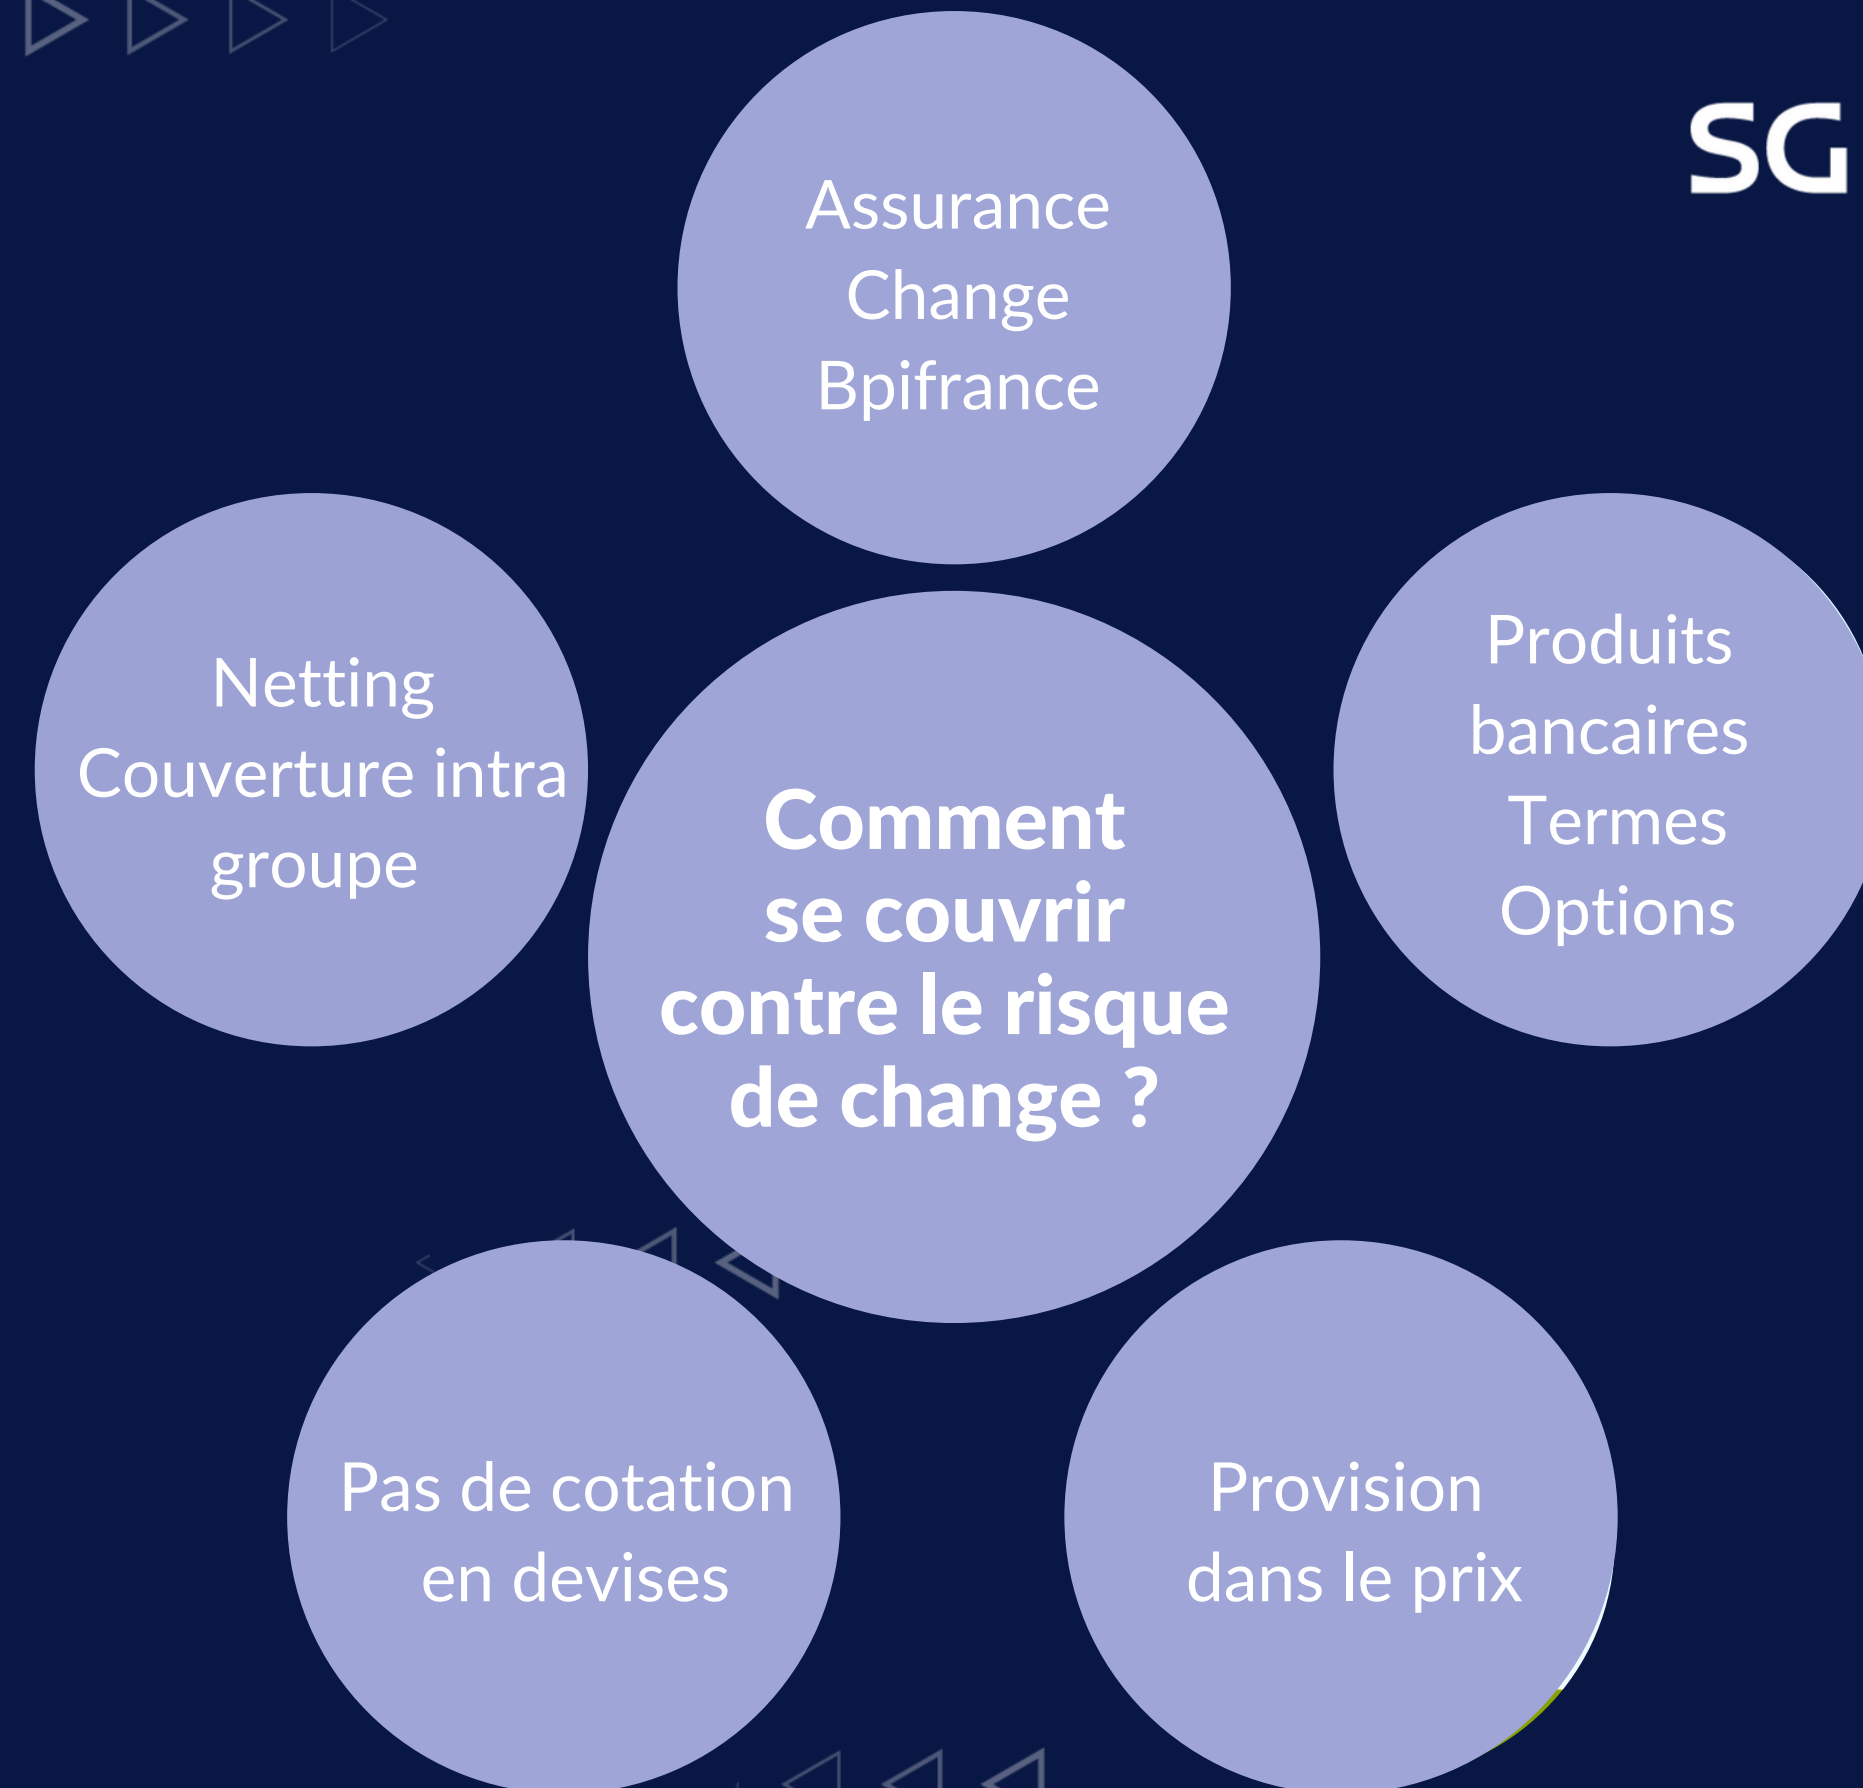 SG
Assurance
Change
Bpifrance
Netting
Couverture intra
groupe
Comment
se couvrir
contre le risque
de change ?
Produits
bancaires
Termes
Options
Pas de cotation
en devises
Provision
dans le prix